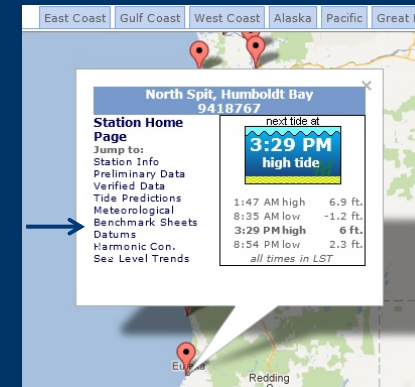 East Coast Gulf Coast West Coast Alaska Pacific Great
North Spit, Humboldt Bay
9418767
Station Home
Page
Jump to:
Station Info
Preliminary Data
Verified Data
Tide Predictions
Meteorological
Benchmark Sheets
Datums
Harmonic Con.
Sea Level Trends
next tide at
3:29 PM
high tide
1:47 AM high 6.9 ft.
8:35 AM low -1.2 ft.
3:29 PM high 6 ft.
8:54 PM low 2.3 ft.
all times in LST
Eureka
Redding